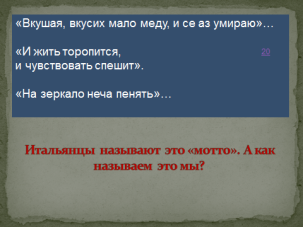 «Вкушая, вкусих мало меду, и се аз умираю»…
«И жить торопится,
20
и чувствовать спешит».
«На зеркало неча пенять»…
Итальянцы называют это «мотто». А как
называем это мы?